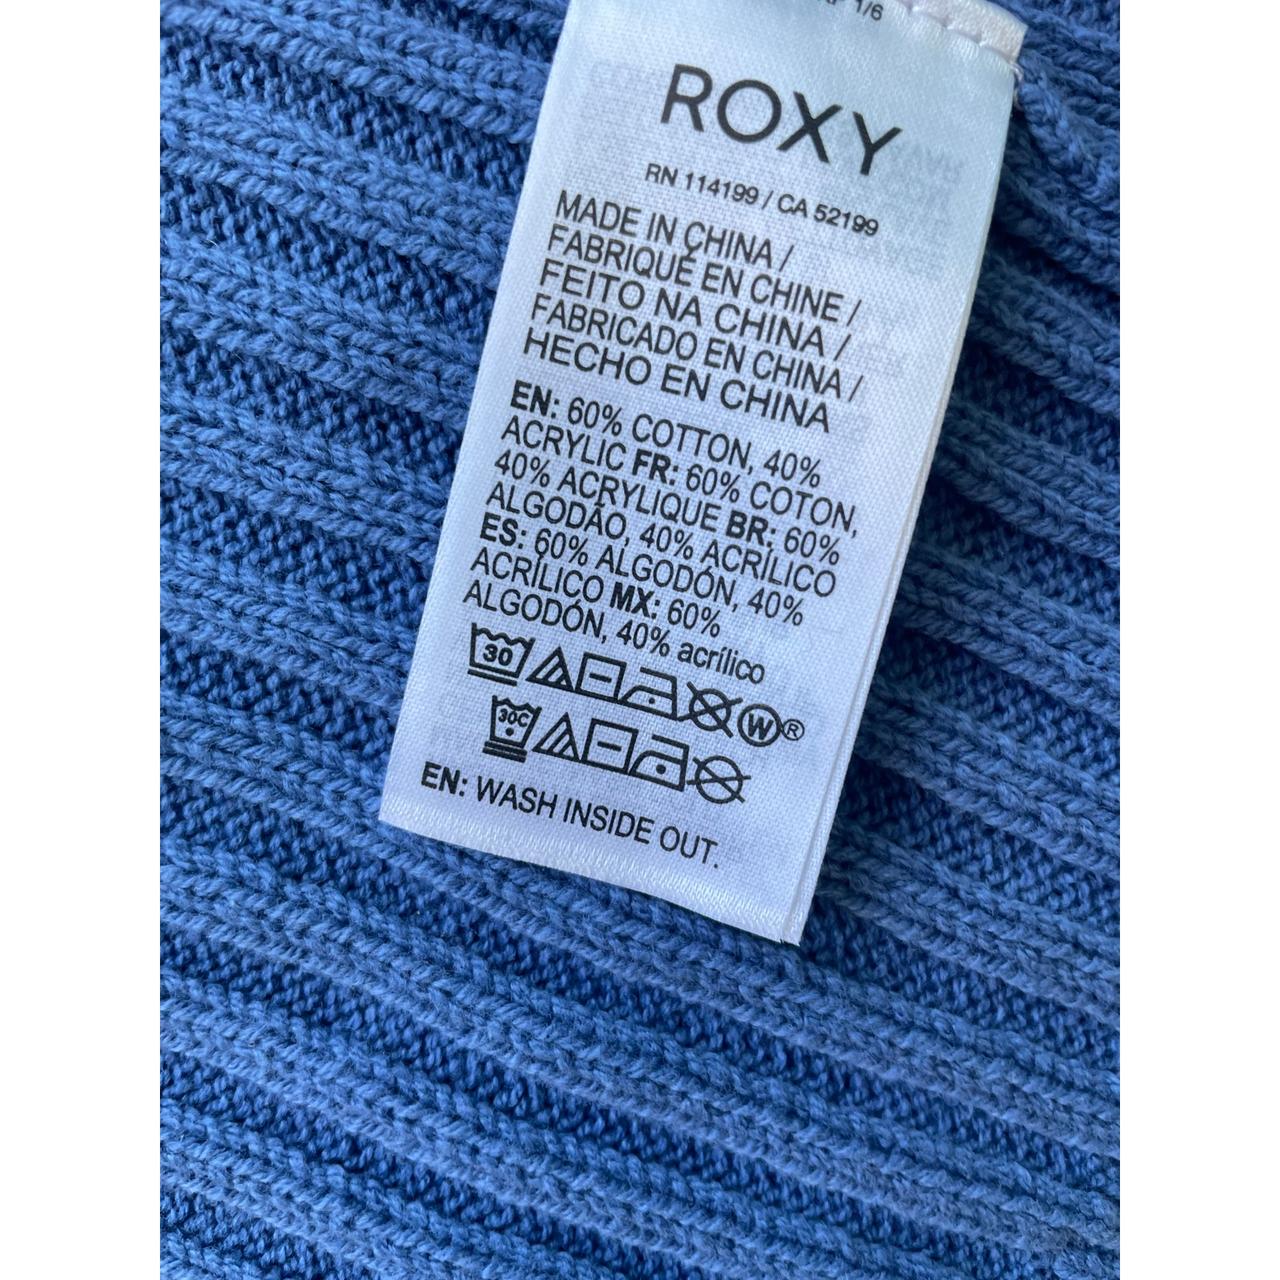 1/6
ROXY
RN 114199 / CA 52199
MADE IN CHINA /
FABRIQUÉ EN CHINE /
FEITO NA CHINA /
FABRICADO EN CHINA /
HECHO EN CHINA
EN: 60% COTTON, 40%
ACRYLIC FR: 60% COTON,
40% ACRYLIQUE BR: 60%
ALGODÃO, 40% ACRÍLICO
ES: 60% ALGODÓN, 40%
ACRÍLICO MX: 60%
ALGODÓN, 40% acrílico
30 W®
30C
EN: WASH INSIDE OUT.